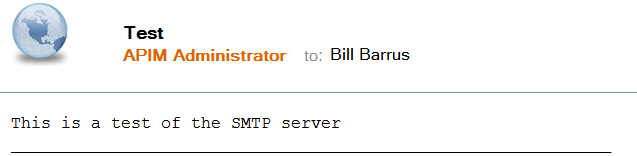 Test
APIM Administrator to: Bill Barrus
This is a test of the SMTP server